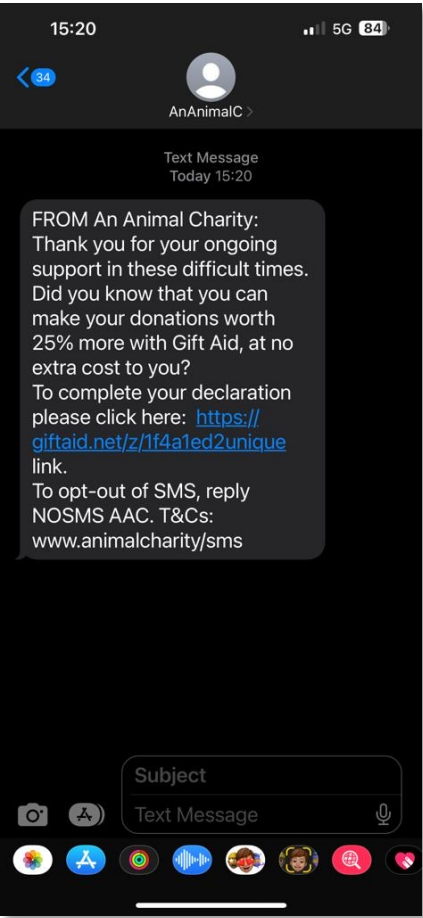 15:20
5G 84
34
AnAnimalC >
Text Message
Today 15:20
FROM An Animal Charity:
Thank you for your ongoing
support in these difficult times.
Did you know that you can
make your donations worth
25% more with Gift Aid, at no
extra cost to you?
To complete your declaration
please click here: https://
giftaid.net/z/1f4a1ed2unique
link.
To opt-out of SMS, reply
NOSMS AAC. T&Cs:
www.animalcharity/sms
Subject
Text Message